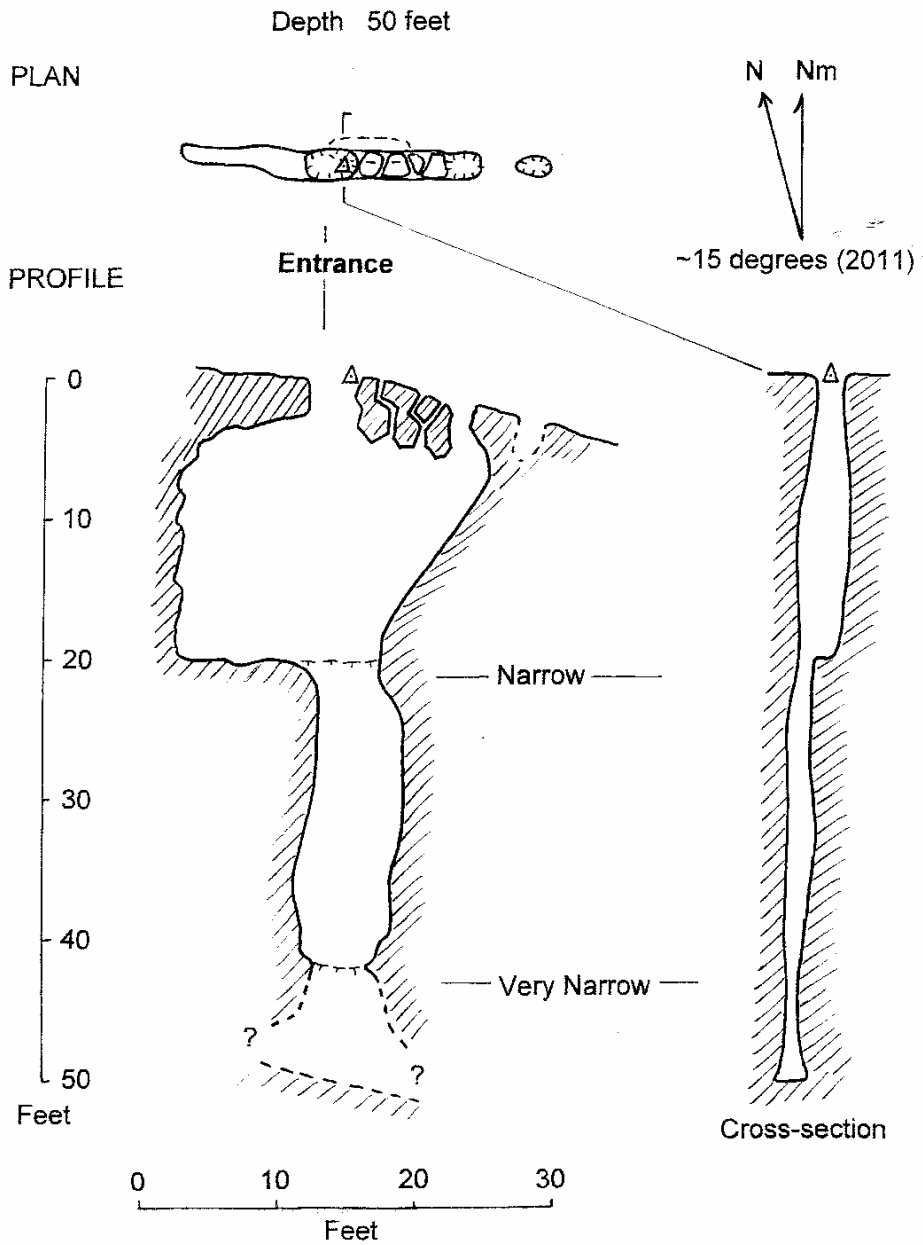 Depth 50 feet
PLAN
N Nm
~15 degrees (2011)
Entrance
PROFILE
0
10
20
Narrow
30
40
Very Narrow
?
?
50
Feet
Cross-section
0 10 20 30
Feet